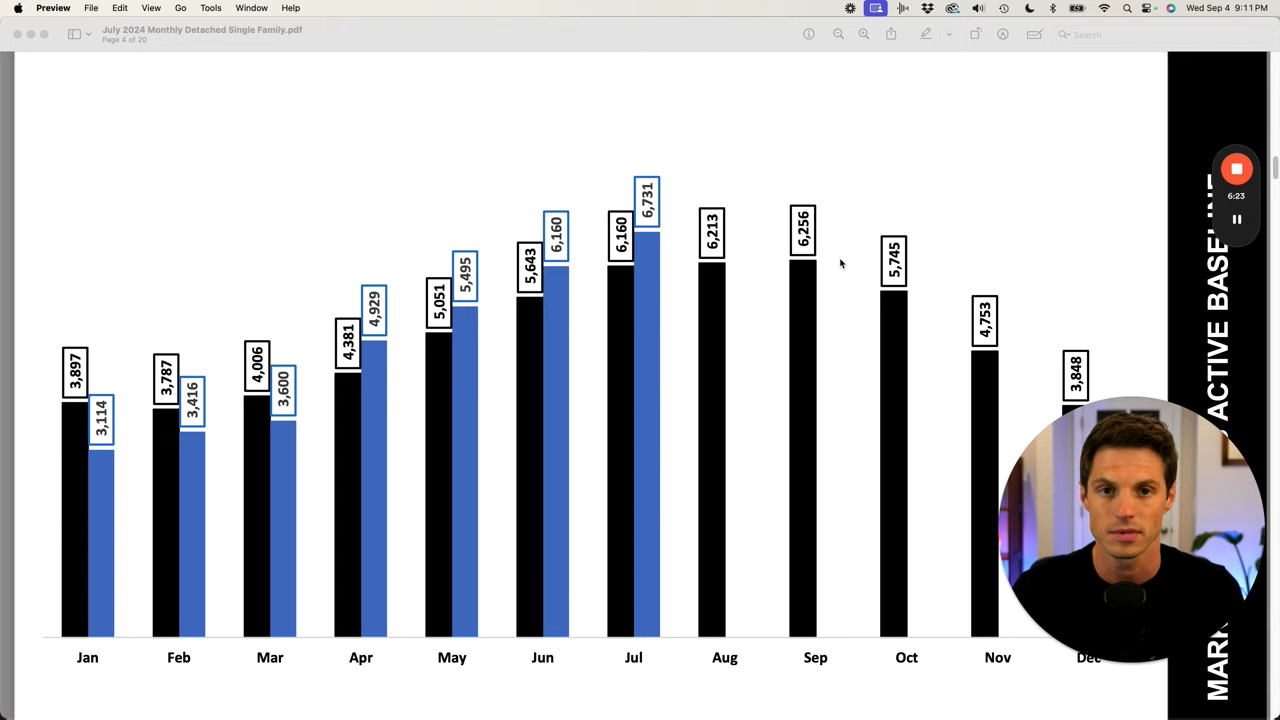 Preview File Edit View Go Tools Window Help Wed Sep 4 9:11 PM
July 2024 Monthly Detached Single Family.pdf
Page 4 of 20
Search
6:23
3,897 3,114
3,787 3,416
4,006 3,600
4,381 4,929
5,051 5,495
5,643 6,160
6,160 6,731
6,213
6,256
5,745
4,753
3,848
Jan Feb Mar Apr May Jun Jul Aug Sep Oct Nov Dec
ACTIVE BASELINE